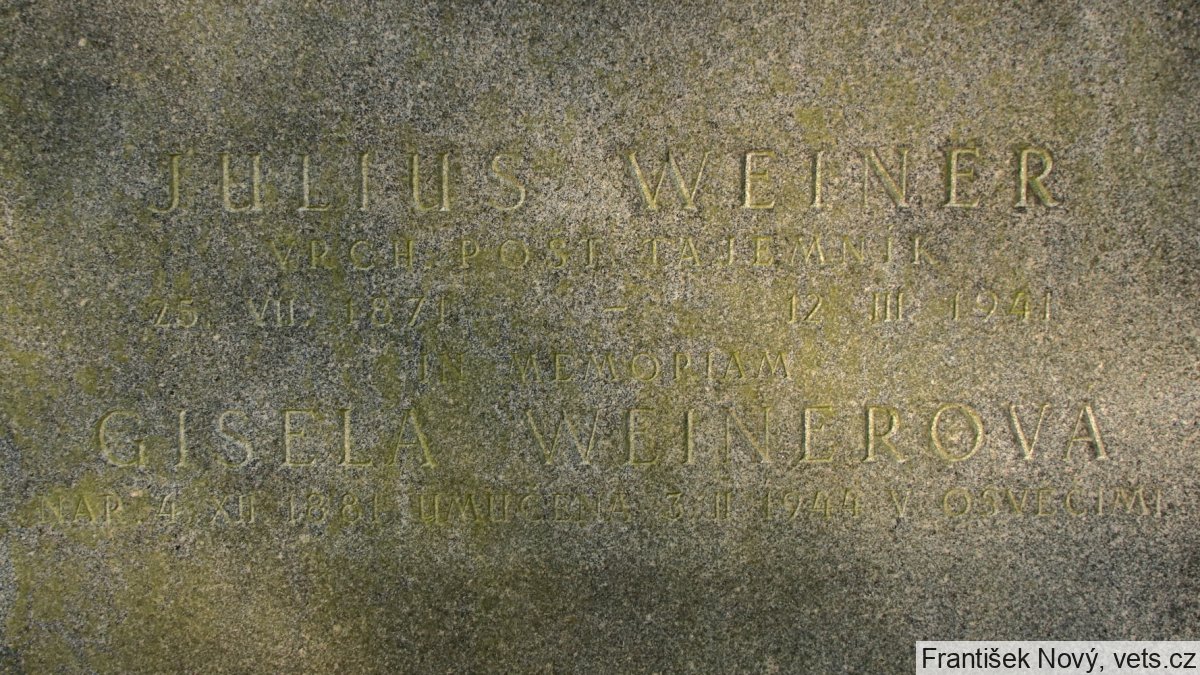 JULIUS WEINER
VRCH. POŠT. TAJEMNÍK
25. VII. 1871 – 12. III. 1941
IN MEMORIAM
GISELA WEINEROVÁ
NAR. 4. XII. 1881 UMUČENA 3. II. 1944 V OSVĚČIMI
František Nový, vets.cz